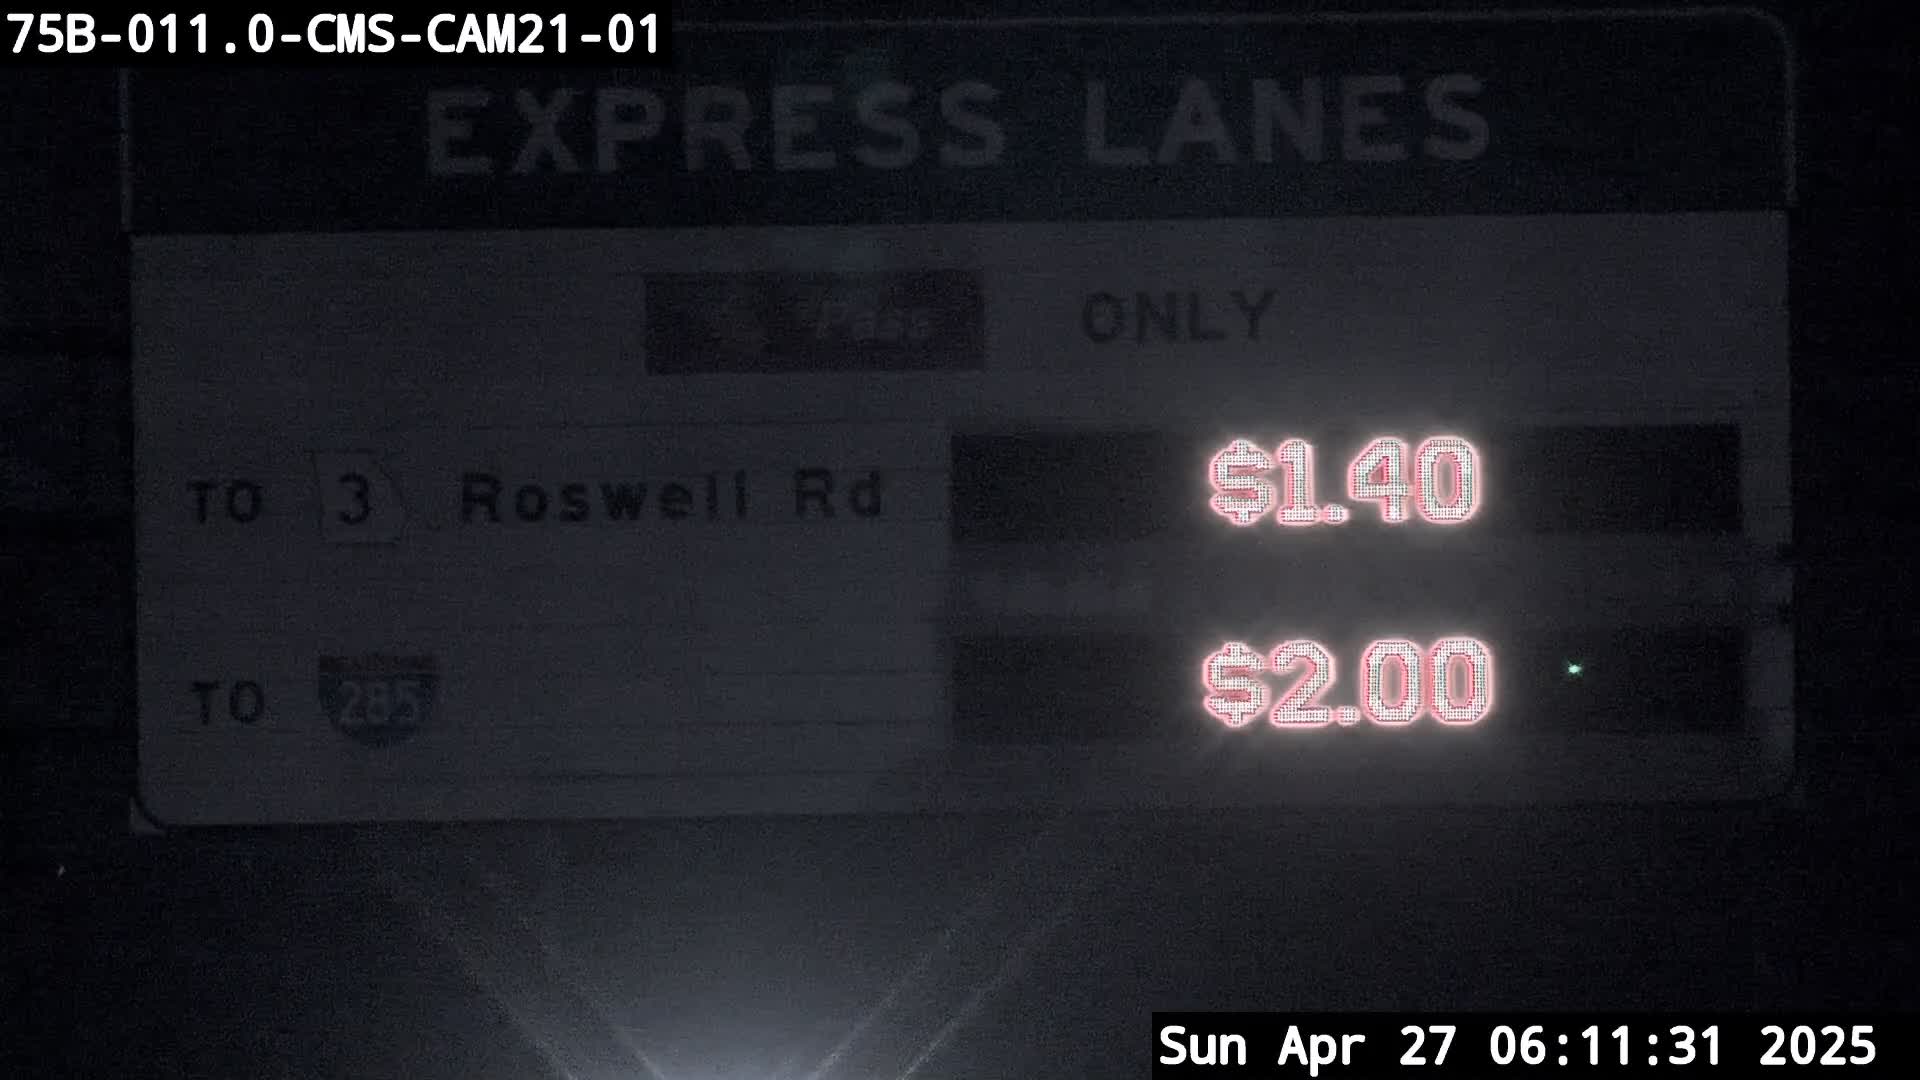 75B-011.0-CMS-CAM21-01
EXPRESS LANES
Pass ONLY
TO 3 Roswell Rd $1.40
TO 285 $2.00
Sun Apr 27 06:11:31 2025